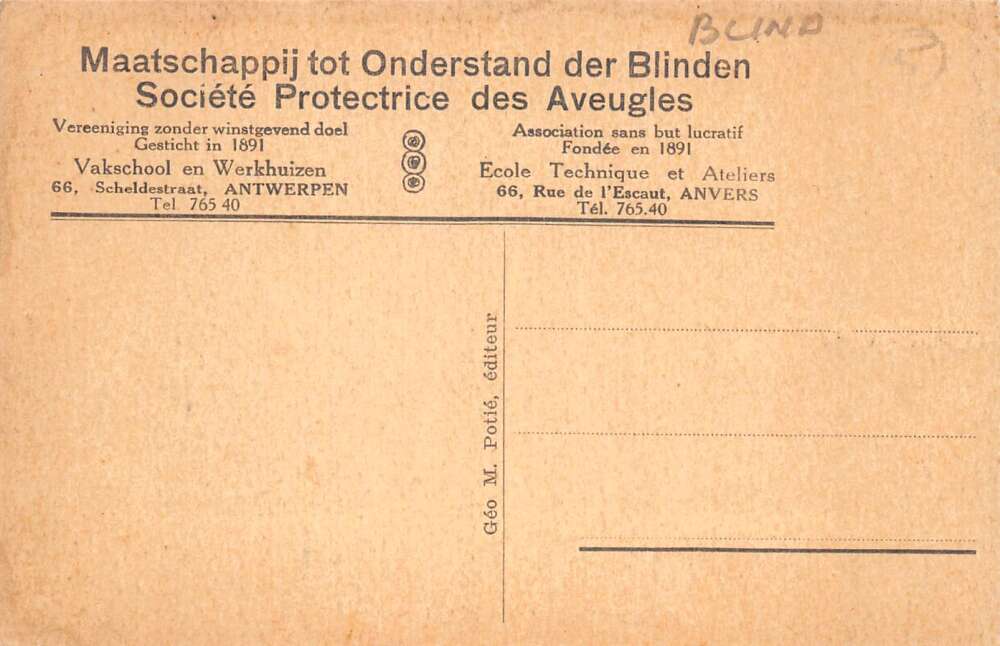 BLIND
Maatschappij tot Onderstand der Blinden
Société Protectrice des Aveugles
Vereeniging zonder winstgevend doel
Gesticht in 1891
Vakschool en Werkhuizen
66, Scheldestraat, ANTWERPEN
Tel 765 40
Association sans but lucratif
Fondée en 1891
Ecole Technique et Ateliers
66, Rue de l'Escaut, ANVERS
Tél. 765.40
Géo M. Potié, éditeur